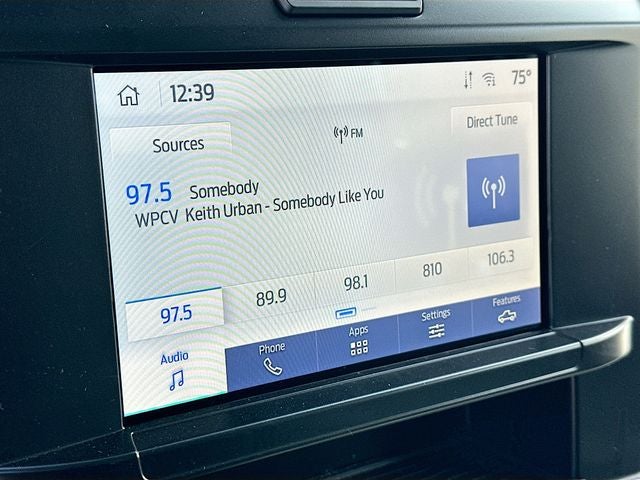 12:39
75°
Sources
FM
Direct Tune
97.5 Somebody
WPCV Keith Urban - Somebody Like You
97.5 89.9 98.1 810 106.3
Audio Phone Apps Settings Features